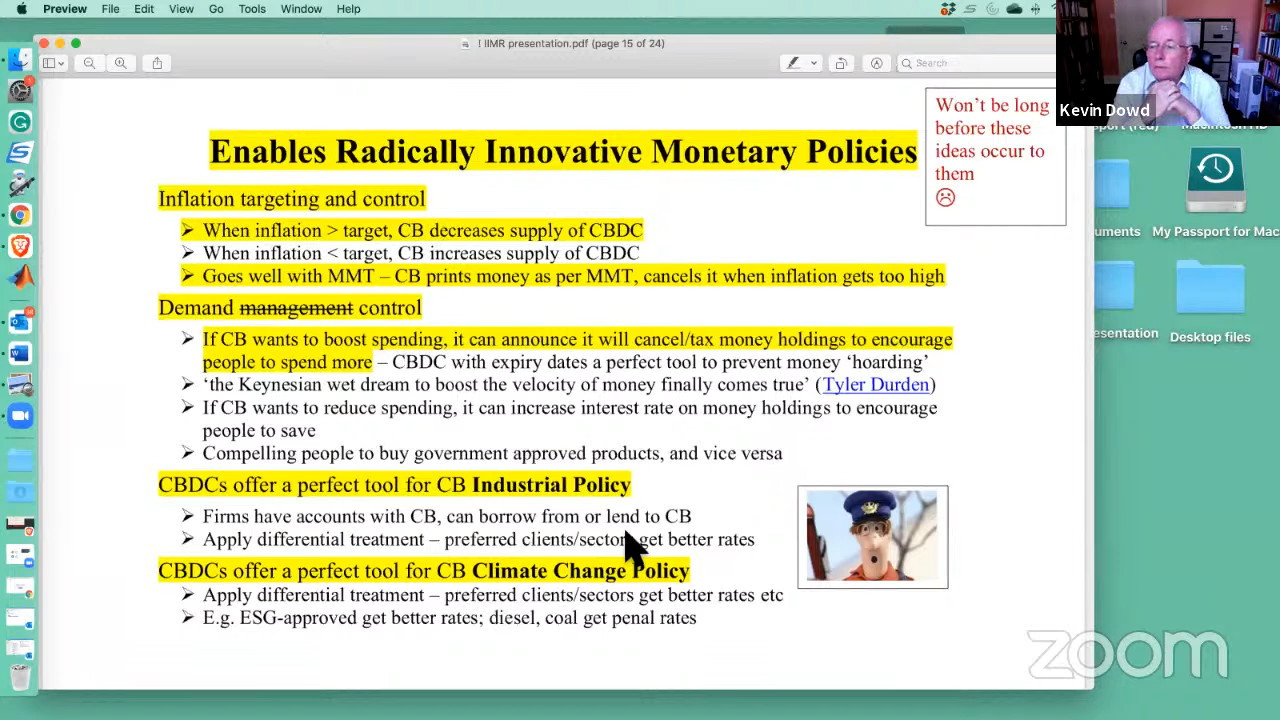 Preview File Edit View Go Tools Window Help
! IIMR presentation.pdf (page 15 of 24)
Search
Kevin Dowd
Won't be long
before these
ideas occur to
them
☹
Enables Radically Innovative Monetary Policies
Inflation targeting and control
➢ When inflation > target, CB decreases supply of CBDC
➢ When inflation < target, CB increases supply of CBDC
➢ Goes well with MMT – CB prints money as per MMT, cancels it when inflation gets too high
Demand management control
➢ If CB wants to boost spending, it can announce it will cancel/tax money holdings to encourage
people to spend more – CBDC with expiry dates a perfect tool to prevent money ‘hoarding’
➢ ‘the Keynesian wet dream to boost the velocity of money finally comes true’ (Tyler Durden)
➢ If CB wants to reduce spending, it can increase interest rate on money holdings to encourage
people to save
➢ Compelling people to buy government approved products, and vice versa
CBDCs offer a perfect tool for CB Industrial Policy
➢ Firms have accounts with CB, can borrow from or lend to CB
➢ Apply differential treatment – preferred clients/sectors get better rates
CBDCs offer a perfect tool for CB Climate Change Policy
➢ Apply differential treatment – preferred clients/sectors get better rates etc
➢ E.g. ESG-approved get better rates; diesel, coal get penal rates
uments My Passport for Mac
esentation Desktop files
zoom